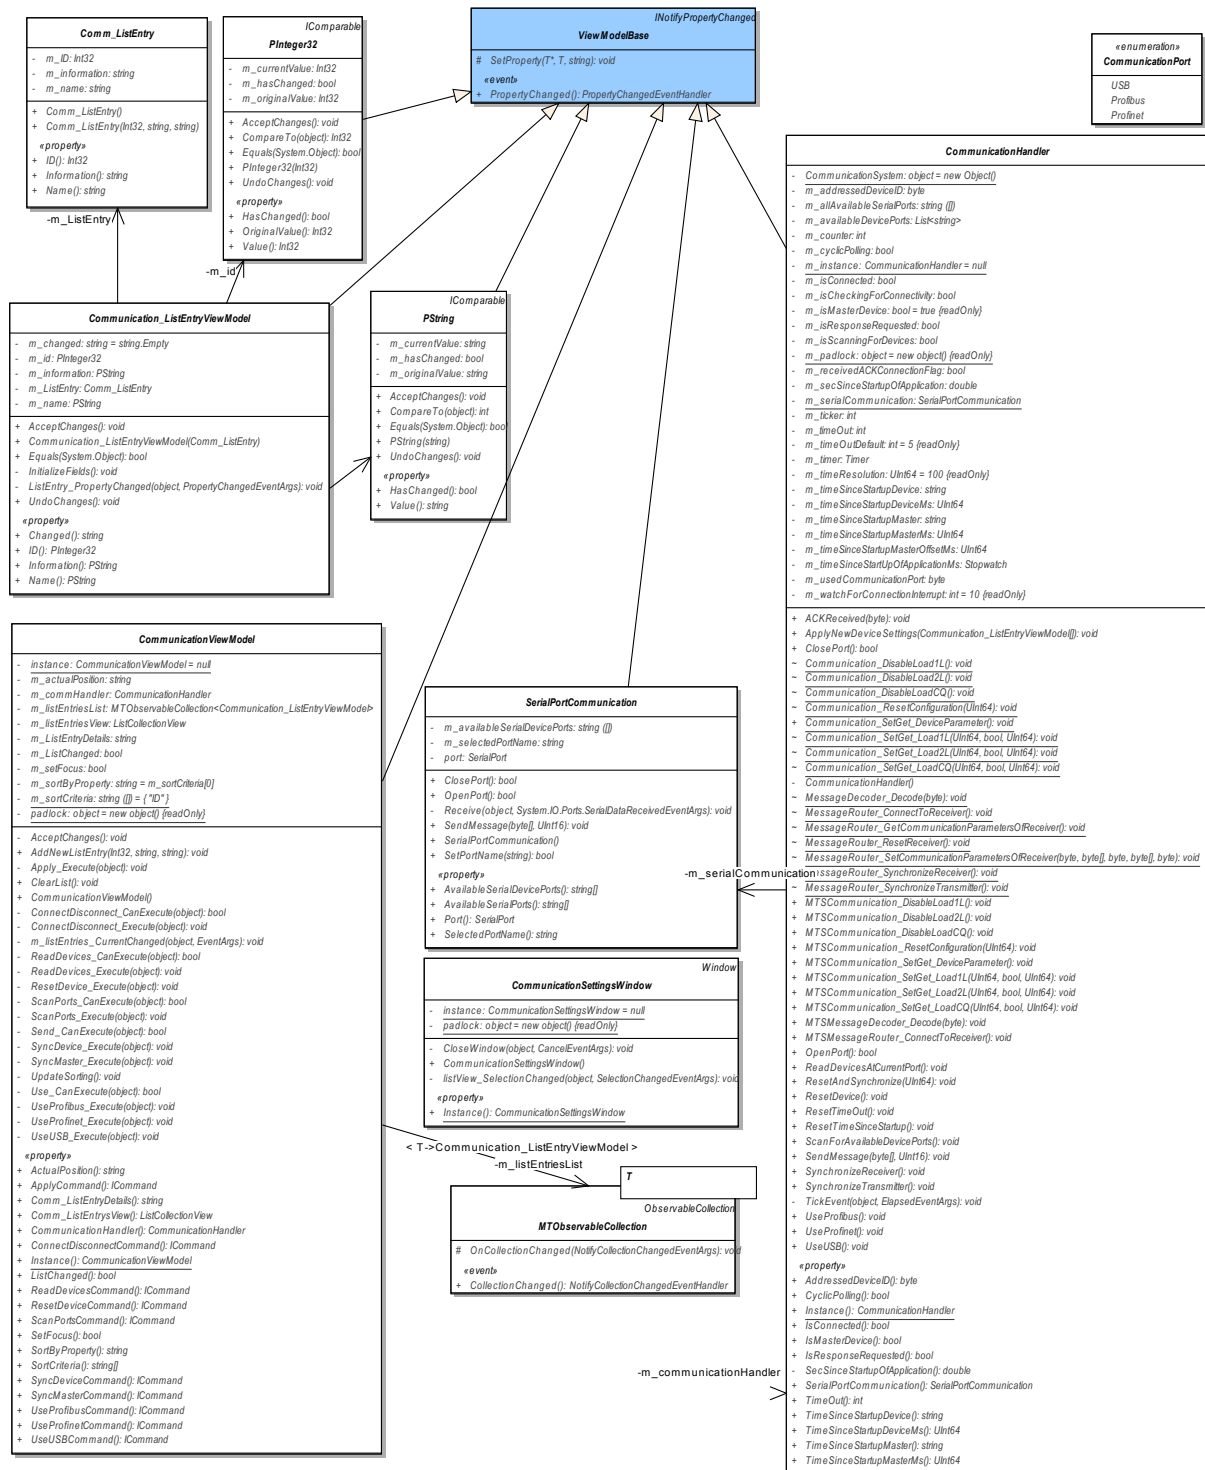 Comm_ListEntry
- m_ID: Int32
- m_information: string
- m_name: string
+ Comm_ListEntry()
+ Comm_ListEntry(Int32, string, string)
«property»
+ ID(): Int32
+ Information(): string
+ Name(): string
IComparable
PInteger32
- m_currentValue: Int32
- m_hasChanged: bool
- m_originalValue: Int32
+ AcceptChanges(): void
+ CompareTo(object): Int32
+ Equals(System.Object): bool
+ PInteger32(Int32)
+ UndoChanges(): void
«property»
+ HasChanged(): bool
+ OriginalValue(): Int32
+ Value(): Int32
INotifyPropertyChanged
ViewModelBase
# SetProperty(T*, T, string): void
«event»
+ PropertyChanged(): PropertyChangedEventHandler
«enumeration»
CommunicationPort
USB
Profibus
Profinet
-m_ListEntry
-m_id
Communication_ListEntryViewModel
- m_changed: string = string.Empty
- m_id: PInteger32
- m_information: PString
- m_ListEntry: Comm_ListEntry
- m_name: PString
+ AcceptChanges(): void
+ Communication_ListEntryViewModel(Comm_ListEntry)
+ Equals(System.Object): bool
- InitializeFields(): void
- ListEntry_PropertyChanged(object, PropertyChangedEventArgs): void
+ UndoChanges(): void
«property»
+ Changed(): string
+ ID(): PInteger32
+ Information(): PString
+ Name(): PString
IComparable
PString
- m_currentValue: string
- m_hasChanged: bool
- m_originalValue: string
+ AcceptChanges(): void
+ CompareTo(object): int
+ Equals(System.Object): bool
+ PString(string)
+ UndoChanges(): void
«property»
+ HasChanged(): bool
+ Value(): string
CommunicationHandler
- CommunicationSystem: object = new Object()
- m_addressedDeviceID: byte
- m_allAvailableSerialPorts: string ([])
- m_availableDevicePorts: List<string>
- m_counter: int
- m_cyclicPolling: bool
- m_instance: CommunicationHandler = null
- m_isConnected: bool
- m_isCheckingForConnectivity: bool
- m_isMasterDevice: bool = true {readOnly}
- m_isResponseRequested: bool
- m_isScanningForDevices: bool
- m_padlock: object = new object() {readOnly}
- m_receivedACKConnectionFlag: bool
- m_secSinceStartupOfApplication: double
- m_serialCommunication: SerialPortCommunication
- m_ticker: int
- m_timeOut: int
- m_timeOutDefault: int = 5 {readOnly}
- m_timer: Timer
- m_timeResolution: UInt64 = 100 {readOnly}
- m_timeSinceStartupDevice: string
- m_timeSinceStartupDeviceMs: UInt64
- m_timeSinceStartupMaster: string
- m_timeSinceStartupMasterMs: UInt64
- m_timeSinceStartupMasterOffsetMs: UInt64
- m_timeSinceStartUpOfApplicationMs: Stopwatch
- m_usedCommunicationPort: byte
- m_watchForConnectionInterrupt: int = 10 {readOnly}
+ ACKReceived(byte): void
+ ApplyNewDeviceSettings(Communication_ListEntryViewModel[]): void
+ ClosePort(): bool
~ Communication_DisableLoad1L(): void
~ Communication_DisableLoad2L(): void
~ Communication_DisableLoadCQ(): void
~ Communication_ResetConfiguration(UInt64): void
+ Communication_SetGet_DeviceParameter(): void
~ Communication_SetGet_Load1L(UInt64, bool, UInt64): void
~ Communication_SetGet_Load2L(UInt64, bool, UInt64): void
~ Communication_SetGet_LoadCQ(UInt64, bool, UInt64): void
- CommunicationHandler()
~ MessageDecoder_Decode(byte): void
~ MessageRouter_ConnectToReceiver(): void
~ MessageRouter_GetCommunicationParametersOfReceiver(): void
~ MessageRouter_ResetReceiver(): void
~ MessageRouter_SetCommunicationParametersOfReceiver(byte, byte[], byte, byte[], byte): void
essageRouter_SynchronizeReceiver(): void
~ MessageRouter_SynchronizeTransmitter(): void
+ MTSCommunication_DisableLoad1L(): void
+ MTSCommunication_DisableLoad2L(): void
+ MTSCommunication_DisableLoadCQ(): void
+ MTSCommunication_ResetConfiguration(UInt64): void
+ MTSCommunication_SetGet_DeviceParameter(): void
+ MTSCommunication_SetGet_Load1L(UInt64, bool, UInt64): void
+ MTSCommunication_SetGet_Load2L(UInt64, bool, UInt64): void
+ MTSCommunication_SetGet_LoadCQ(UInt64, bool, UInt64): void
+ MTSMessageDecoder_Decode(byte): void
+ MTSMessageRouter_ConnectToReceiver(): void
+ OpenPort(): bool
+ ReadDevicesAtCurrentPort(): void
+ ResetAndSynchronize(UInt64): void
+ ResetDevice(): void
+ ResetTimeOut(): void
+ ResetTimeSinceStartup(): void
+ ScanForAvailableDevicePorts(): void
+ SendMessage(byte[], UInt16): void
+ SynchronizeReceiver(): void
+ SynchronizeTransmitter(): void
- TickEvent(object, ElapsedEventArgs): void
+ UseProfibus(): void
+ UseProfinet(): void
+ UseUSB(): void
«property»
+ AddressedDeviceID(): byte
+ CyclicPolling(): bool
+ Instance(): CommunicationHandler
+ IsConnected(): bool
+ IsMasterDevice(): bool
+ IsResponseRequested(): bool
- SecSinceStartupOfApplication(): double
+ SerialPortCommunication(): SerialPortCommunication
+ TimeOut(): int
+ TimeSinceStartupDevice(): string
+ TimeSinceStartupDeviceMs(): UInt64
+ TimeSinceStartupMaster(): string
+ TimeSinceStartupMasterMs(): UInt64
CommunicationViewModel
- instance: CommunicationViewModel = null
- m_actualPosition: string
- m_commHandler: CommunicationHandler
- m_listEntriesList: MTObservableCollection<Communication_ListEntryViewModel>
- m_listEntriesView: ListCollectionView
- m_ListEntryDetails: string
- m_ListChanged: bool
- m_setFocus: bool
- m_sortByProperty: string = m_sortCriteria[0]
- m_sortCriteria: string ([]) = { "ID" }
- padlock: object = new object() {readOnly}
- AcceptChanges(): void
+ AddNewListEntry(Int32, string, string): void
- Apply_Execute(object): void
+ ClearList(): void
+ CommunicationViewModel()
- ConnectDisconnect_CanExecute(object): bool
- ConnectDisconnect_Execute(object): void
- m_listEntries_CurrentChanged(object, EventArgs): void
- ReadDevices_CanExecute(object): bool
- ReadDevices_Execute(object): void
- ResetDevice_Execute(object): void
- ScanPorts_CanExecute(object): bool
- ScanPorts_Execute(object): void
- Send_CanExecute(object): bool
- SyncDevice_Execute(object): void
- SyncMaster_Execute(object): void
- UpdateSorting(): void
- Use_CanExecute(object): bool
- UseProfibus_Execute(object): void
- UseProfinet_Execute(object): void
- UseUSB_Execute(object): void
«property»
+ ActualPosition(): string
+ ApplyCommand(): ICommand
+ Comm_ListEntryDetails(): string
+ Comm_ListEntrysView(): ListCollectionView
+ CommunicationHandler(): CommunicationHandler
+ ConnectDisconnectCommand(): ICommand
+ Instance(): CommunicationViewModel
+ ListChanged(): bool
+ ReadDevicesCommand(): ICommand
+ ResetDeviceCommand(): ICommand
+ ScanPortsCommand(): ICommand
+ SetFocus(): bool
+ SortByProperty(): string
+ SortCriteria(): string[]
+ SyncDeviceCommand(): ICommand
+ SyncMasterCommand(): ICommand
+ UseProfibusCommand(): ICommand
+ UseProfinetCommand(): ICommand
+ UseUSBCommand(): ICommand
SerialPortCommunication
- m_availableSerialDevicePorts: string ([])
- m_selectedPortName: string
- port: SerialPort
+ ClosePort(): bool
+ OpenPort(): bool
- Receive(object, System.IO.Ports.SerialDataReceivedEventArgs): void
+ SendMessage(byte[], UInt16): void
+ SerialPortCommunication()
+ SetPortName(string): bool
«property»
+ AvailableSerialDevicePorts(): string[]
+ AvailableSerialPorts(): string[]
+ Port(): SerialPort
+ SelectedPortName(): string
-m_serialCommunication
Window
CommunicationSettingsWindow
- instance: CommunicationSettingsWindow = null
- padlock: object = new object() {readOnly}
- CloseWindow(object, CancelEventArgs): void
+ CommunicationSettingsWindow()
- listView_SelectionChanged(object, SelectionChangedEventArgs): void
«property»
+ Instance(): CommunicationSettingsWindow
< T->Communication_ListEntryViewModel >
-m_listEntriesList
T
ObservableCollection
MTObservableCollection
# OnCollectionChanged(NotifyCollectionChangedEventArgs): void
«event»
+ CollectionChanged(): NotifyCollectionChangedEventHandler
-m_communicationHandler